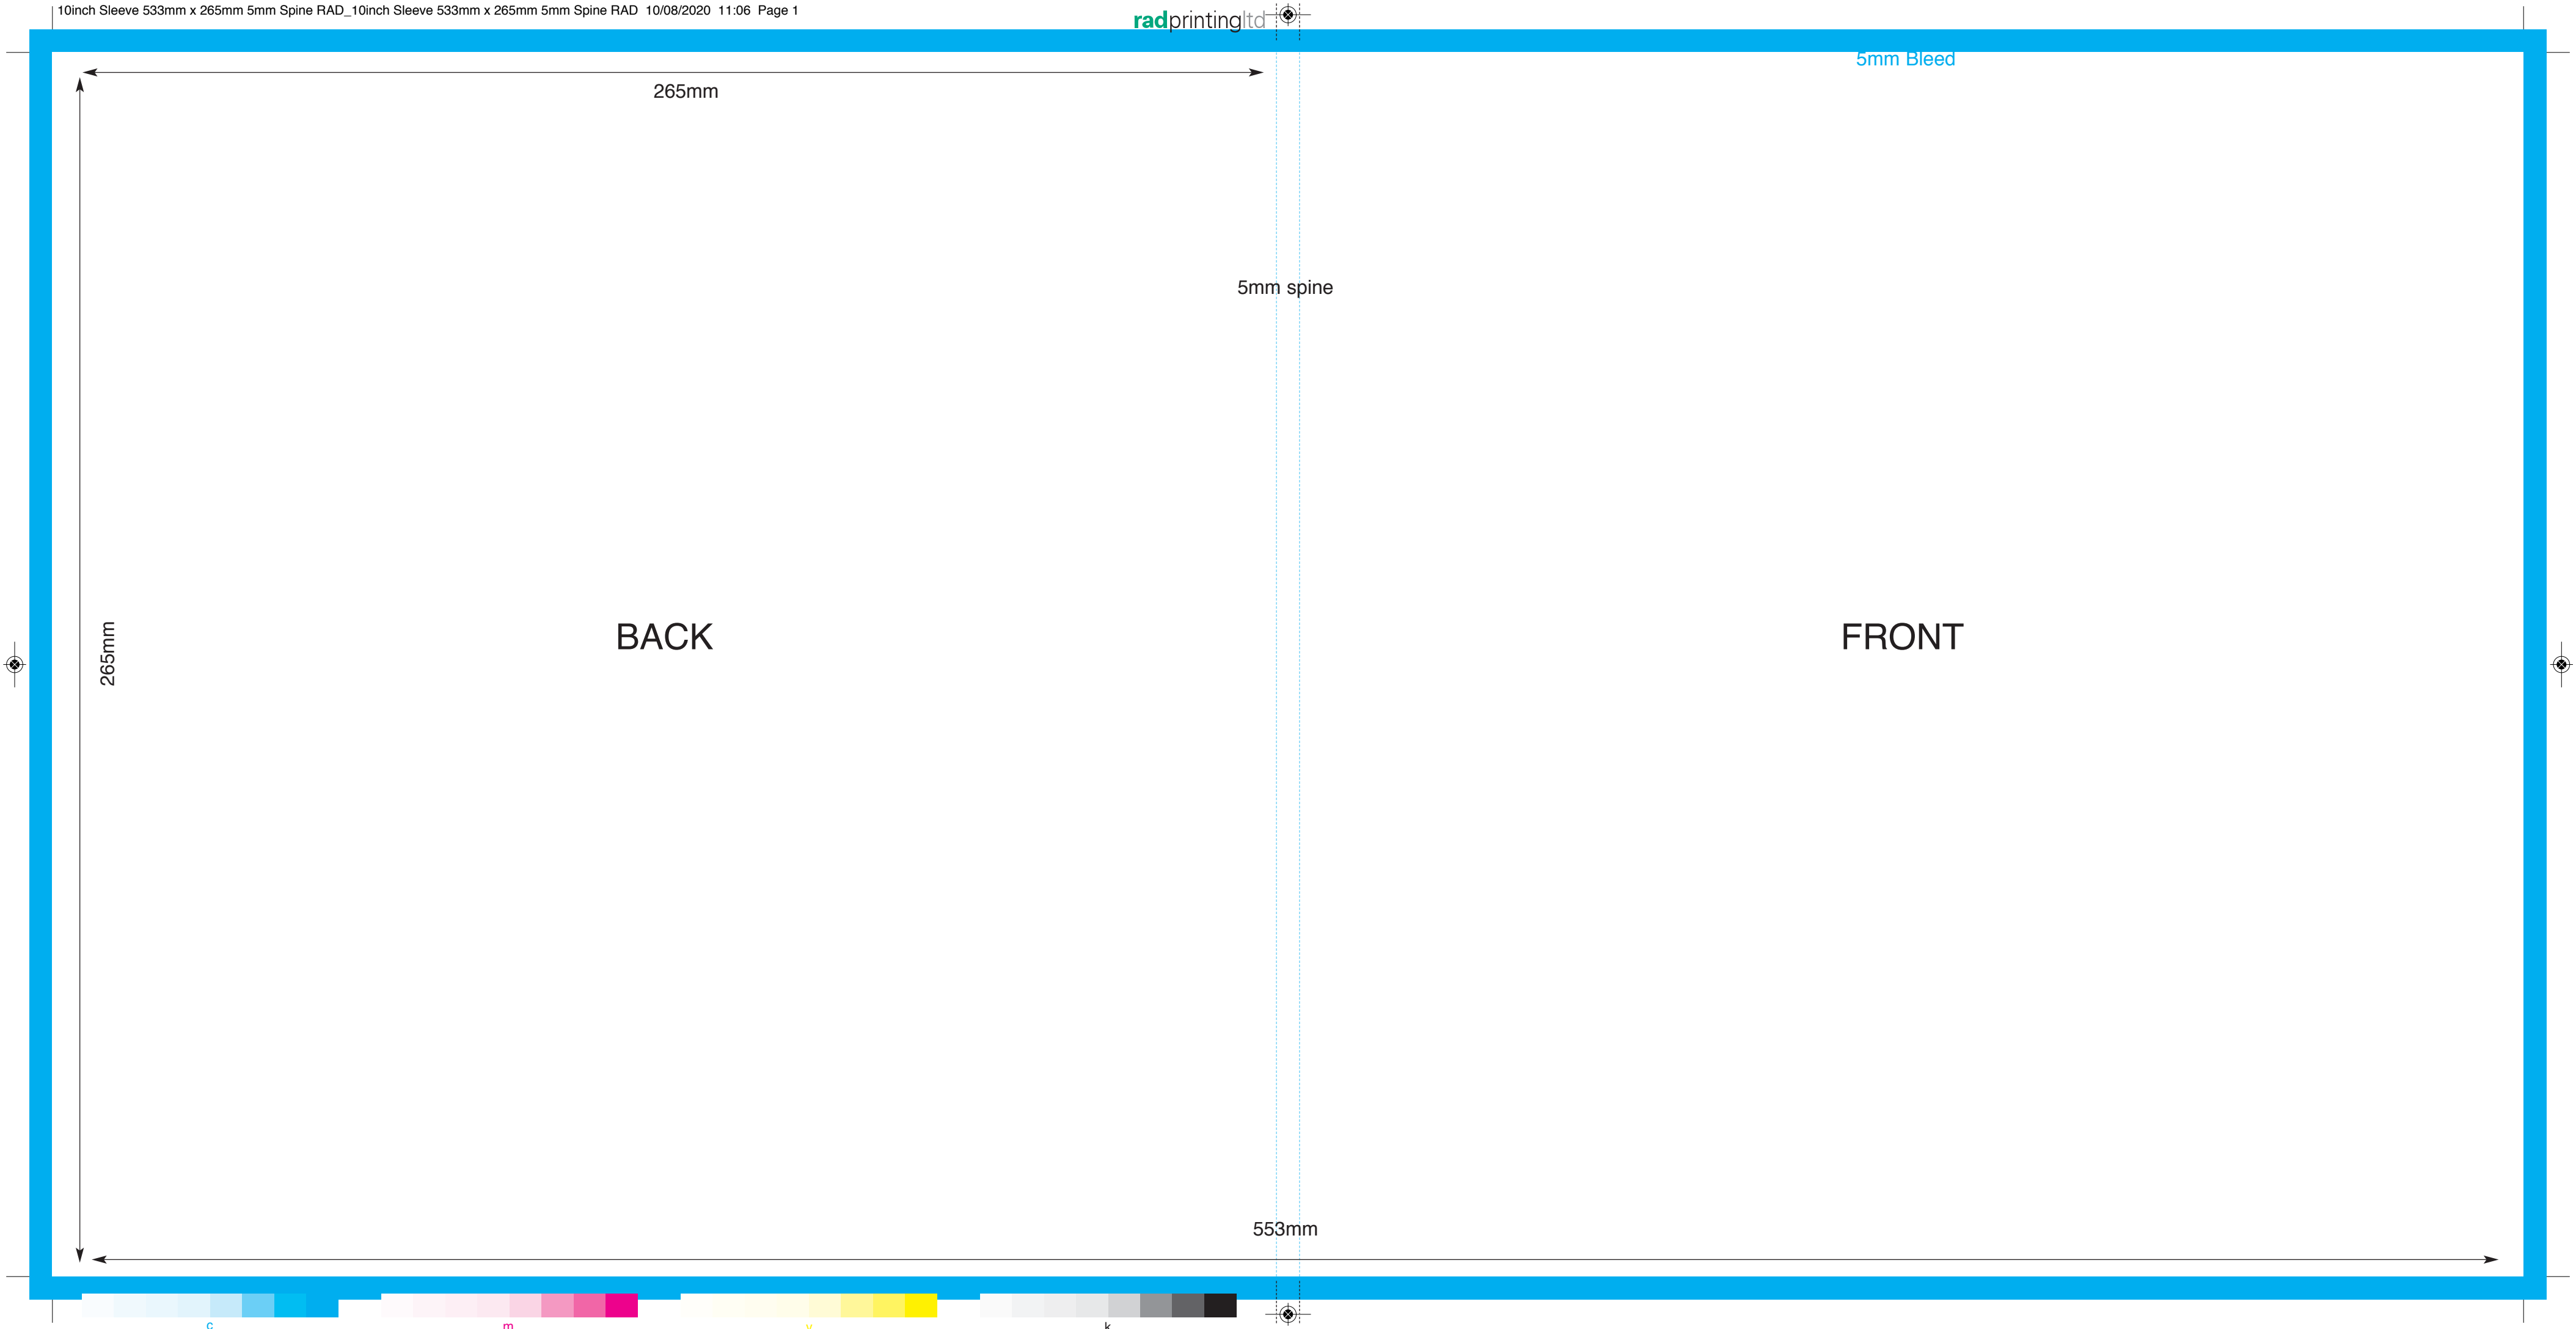 10inch Sleeve 533mm x 265mm 5mm Spine RAD_10inch Sleeve 533mm x 265mm 5mm Spine RAD  10/08/2020  11:06  Page 1
radprintingltd
5mm Bleed
265mm
5mm spine
BACK
FRONT
265mm
553mm
c
m
y
k